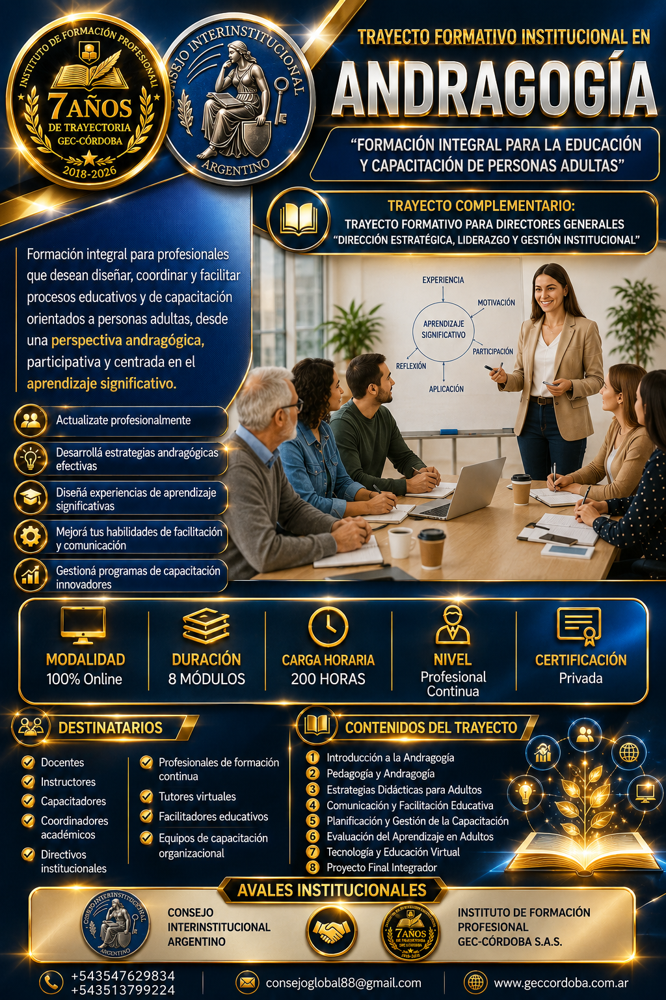 INSTITUTO DE FORMACIÓN PROFESIONAL
7 AÑOS
DE TRAYECTORIA
GEC-CÓRDOBA
2018-2026
INTERINSTITUCIONAL
ARGENTINO
TRAYECTO FORMATIVO INSTITUCIONAL EN
ANDRAGOGÍA
“FORMACIÓN INTEGRAL PARA LA EDUCACIÓN
Y CAPACITACIÓN DE PERSONAS ADULTAS”
TRAYECTO COMPLEMENTARIO:
TRAYECTO FORMATIVO PARA DIRECTORES GENERALES
“DIRECCIÓN ESTRATÉGICA, LIDERAZGO Y GESTIÓN INSTITUCIONAL”
Formación integral para profesionales
que desean diseñar, coordinar y facilitar
procesos educativos y de capacitación
orientados a personas adultas, desde
una perspectiva andragógica,
participativa y centrada en el
aprendizaje significativo.
EXPERIENCIA
MOTIVACIÓN
APRENDIZAJE
SIGNIFICATIVO
PARTICIPACIÓN
REFLEXIÓN
APLICACIÓN
Actualizate profesionalmente
Desarrollá estrategias andragógicas
efectivas
Diseñá experiencias de aprendizaje
significativas
Mejorá tus habilidades de facilitación
y comunicación
Gestioná programas de capacitación
innovadores
MODALIDAD
100% Online
DURACIÓN
8 MÓDULOS
CARGA HORARIA
200 HORAS
NIVEL
Profesional
Continua
CERTIFICACIÓN
Privada
DESTINATARIOS
Docentes
Instructores
Capacitadores
Coordinadores
académicos
Directivos
institucionales
Profesionales de formación
continua
Tutores virtuales
Facilitadores educativos
Equipos de capacitación
organizacional
CONTENIDOS DEL TRAYECTO
1 Introducción a la Andragogía
2 Pedagogía y Andragogía
3 Estrategias Didácticas para Adultos
4 Comunicación y Facilitación Educativa
5 Planificación y Gestión de la Capacitación
6 Evaluación del Aprendizaje en Adultos
7 Tecnología y Educación Virtual
8 Proyecto Final Integrador
AVALES INSTITUCIONALES
CONSEJO
INTERINSTITUCIONAL
ARGENTINO
7 AÑOS
INSTITUTO DE FORMACIÓN
PROFESIONAL
GEC-CÓRDOBA S.A.S.
+543547629834
+543513799224
consejoglobal88@gmail.com
www.geccordoba.com.ar